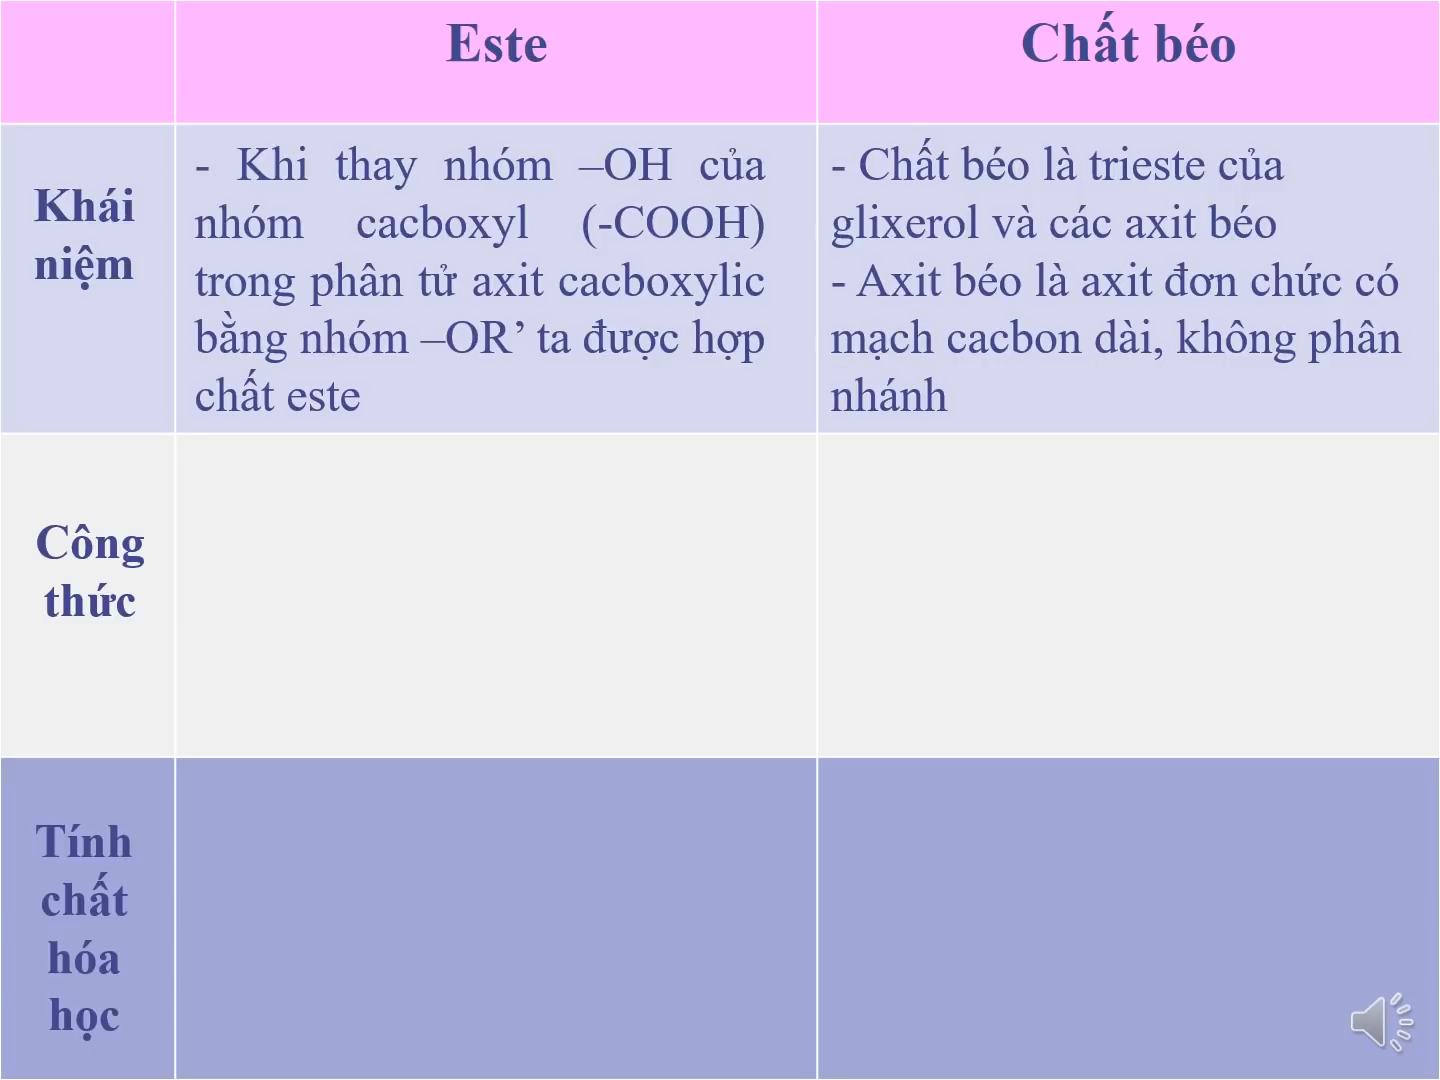 Este
Chất béo
Khái
niệm
- Khi thay nhóm –OH của
nhóm cacboxyl (-COOH)
trong phân tử axit cacboxylic
bằng nhóm –OR’ ta được hợp
chất este
- Chất béo là trieste của
glixerol và các axit béo
- Axit béo là axit đơn chức có
mạch cacbon dài, không phân
nhánh
Công
thức
Tính
chất
hóa
học